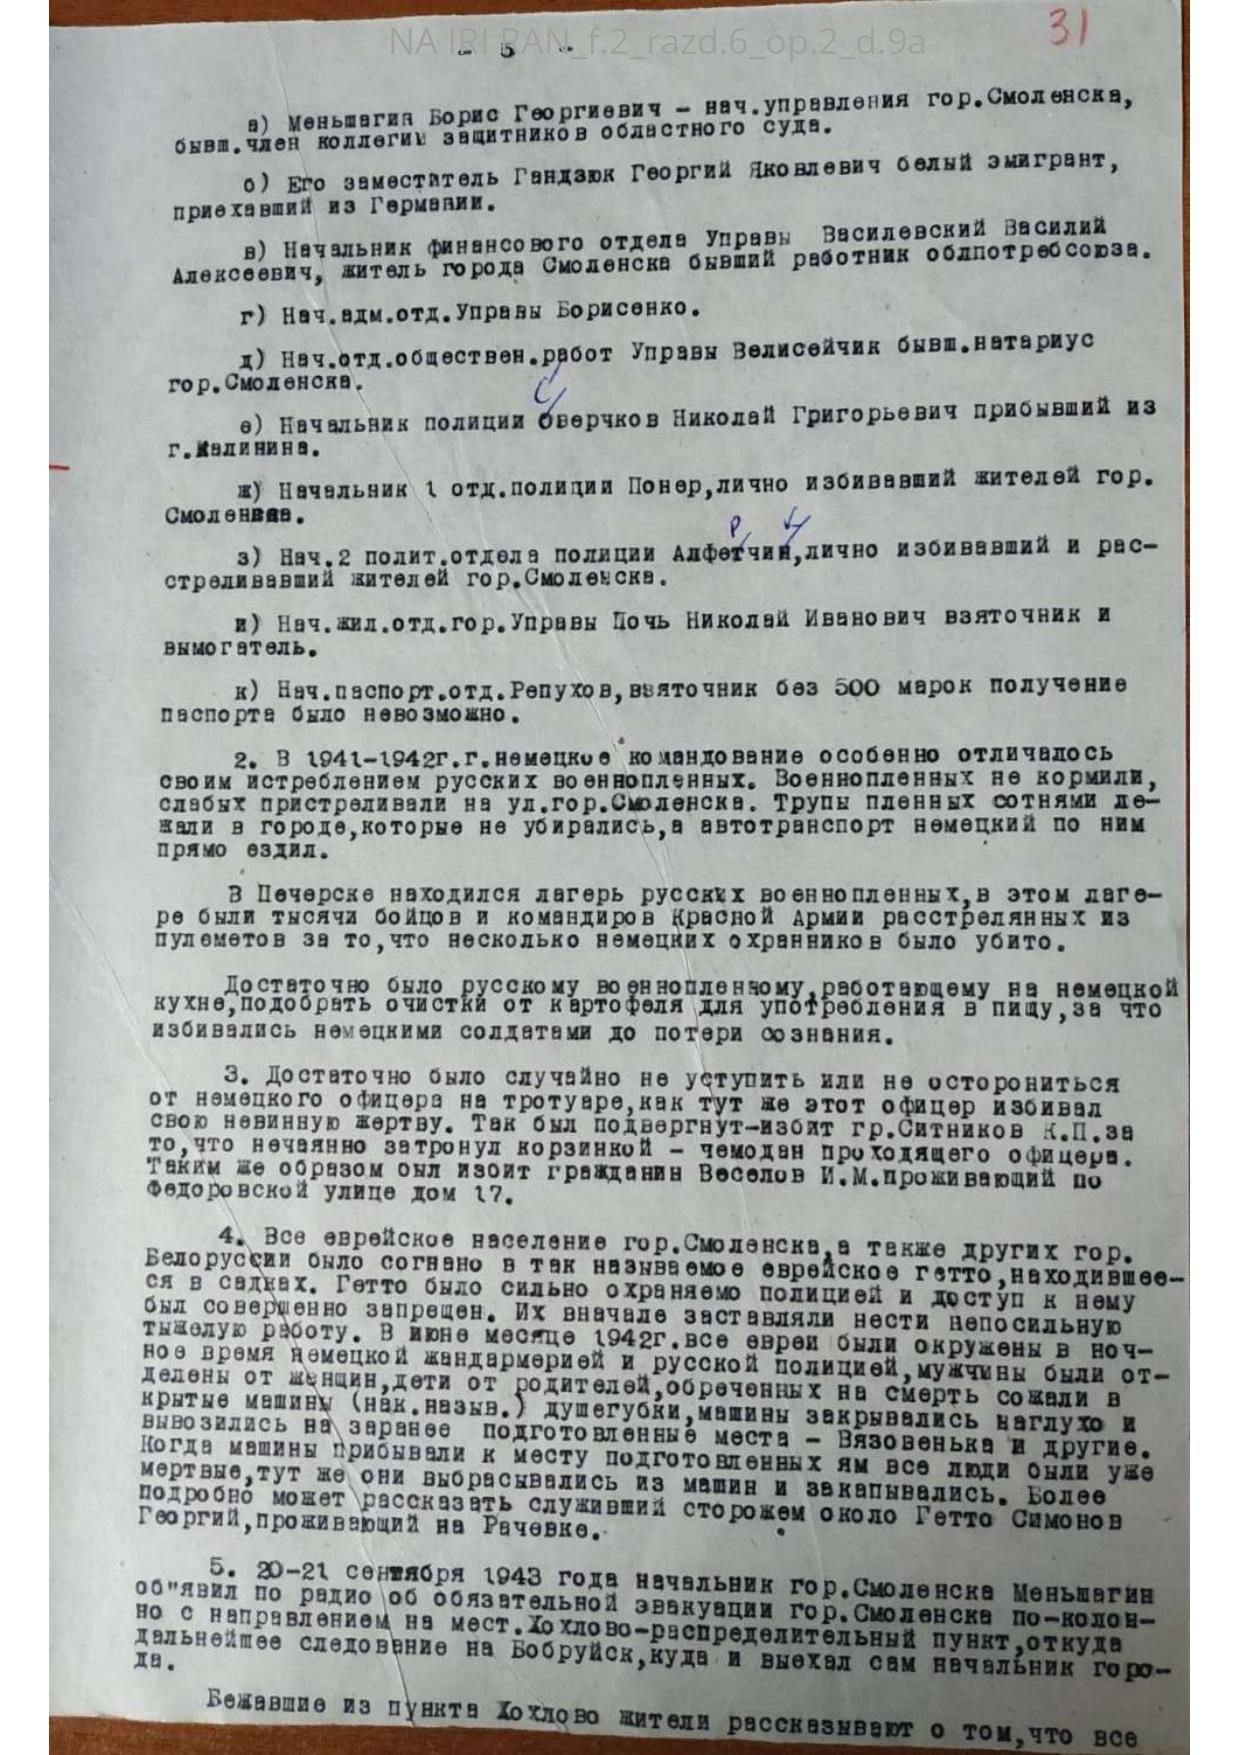 NA IRI RAN_f.2_razd.6_op.2_d.9a
31
- 5 -
а) Меньшагин Борис Георгиевич - нач.управления гор.Смоленска,
бывш.член коллегии защитников областного суда.
б) Его заместитель Гандзюк Георгий Яковлевич белый эмигрант,
приехавший из Германии.
в) Начальник финансового отдела Управы Василевский Василий
Алексеевич, житель города Смоленска бывший работник облпотребсоюза.
г) Нач.адм.отд.Управы Борисенко.
д) Нач.отд.обществен.работ Управы Велисейчик бывш.натариус
гор.Смоленска.
С/
е) Начальник полиции Оверчков Николай Григорьевич прибывший из
г.Калинина.
ж) Начальник 1 отд.полиции Понер,лично избивавший жителей гор.
Смоленска.
р/
з) Нач.2 полит.отдела полиции Алфетчин,лично избивавший и рас-
стреливавший жителей гор.Смоленска.
и) Нач.жил.отд.гор.Управы Почь Николай Иванович взяточник и
вымогатель.
к) Нач.паспорт.отд.Репухов,взяточник без 500 марок получение
паспорта было невозможно.
2. В 1941-1942г.г.немецкое командование особенно отличалось
своим истреблением русских военнопленных. Военнопленных не кормили,
слабых пристреливали на ул.гор.Смоленска. Трупы пленных сотнями ле-
жали в городе,которые не убирались,а автотранспорт немецкий по ним
прямо ездил.
В Печерске находился лагерь русских военнопленных,в этом лаге-
ре были тысячи бойцов и командиров Красной Армии расстрелянных из
пулеметов за то,что несколько немецких охранников было убито.
Достаточно было русскому военнопленному,работающему на немецкой
кухне,подобрать очистки от картофеля для употребления в пищу,за что
избивались немецкими солдатами до потери сознания.
3. Достаточно было случайно не уступить или не осторониться
от немецкого офицера на тротуаре,как тут же этот офицер избивал
свою невинную жертву. Так был подвергнут-избит гр.Ситников К.П.за
то,что нечаянно затронул корзинкой - чемодан проходящего офицера.
Таким же образом был избит гражданин Веселов И.М.проживающий по
Федоровской улице дом 17.
4. Все еврейское население гор.Смоленска,а также других гор.
Белоруссии было согнано в так называемое еврейское гетто,находившее-
ся в садках. Гетто было сильно охраняемо полицией и доступ к нему
был совершенно запрещен. Их вначале заставляли нести непосильную
тяжелую работу. В июне месяце 1942г.все евреи были окружены в ноч-
ное время немецкой жандармерией и русской полицией,мужчины были от-
делены от женщин,дети от родителей,обреченных на смерть сожали в
крытые машины (нак.назыв.) душегубки,машины закрывались наглухо и
вывозились на заранее подготовленные места - Вязовенька и другие.
Когда машины прибывали к месту подготовленных ям все люди были уже
мертвые,тут же они выбрасывались из машин и закапывались. Более
подробно может рассказать служивший сторожем около Гетто Симонов
Георгий,проживающий на Рачевке.
5. 20-21 сентября 1943 года начальник гор.Смоленска Меньшагин
об"явил по радио об обязательной эвакуации гор.Смоленска по-колон-
но с направлением на мест.Хохлово-распределительный пункт,откуда
дальнейшее следование на Бобруйск,куда и выехал сам начальник горо-
да.
Бежавшие из пункта Хохлово жители рассказывают о том,что все